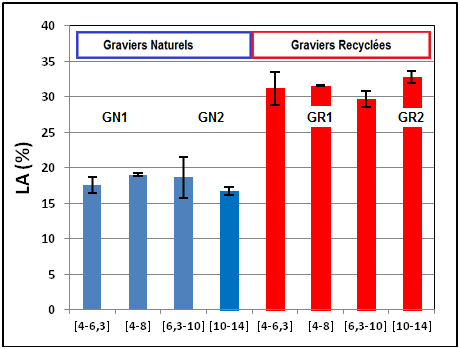 Graviers Naturels
Graviers Recyclées
GN1
GN2
GR1
GR2
LA (%)
40
35
30
25
20
15
10
5
0
[4-6,3]
[4-8]
[6,3-10]
[10-14]
[4-6,3]
[4-8]
[6,3-10]
[10-14]